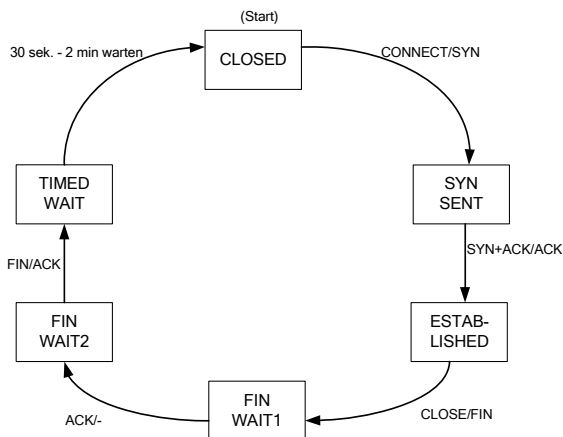 (Start)
CLOSED
30 sek. - 2 min warten
CONNECT/SYN
TIMED
WAIT
SYN
SENT
FIN/ACK
SYN+ACK/ACK
FIN
WAIT2
ESTAB-
LISHED
FIN
WAIT1
ACK/-
CLOSE/FIN